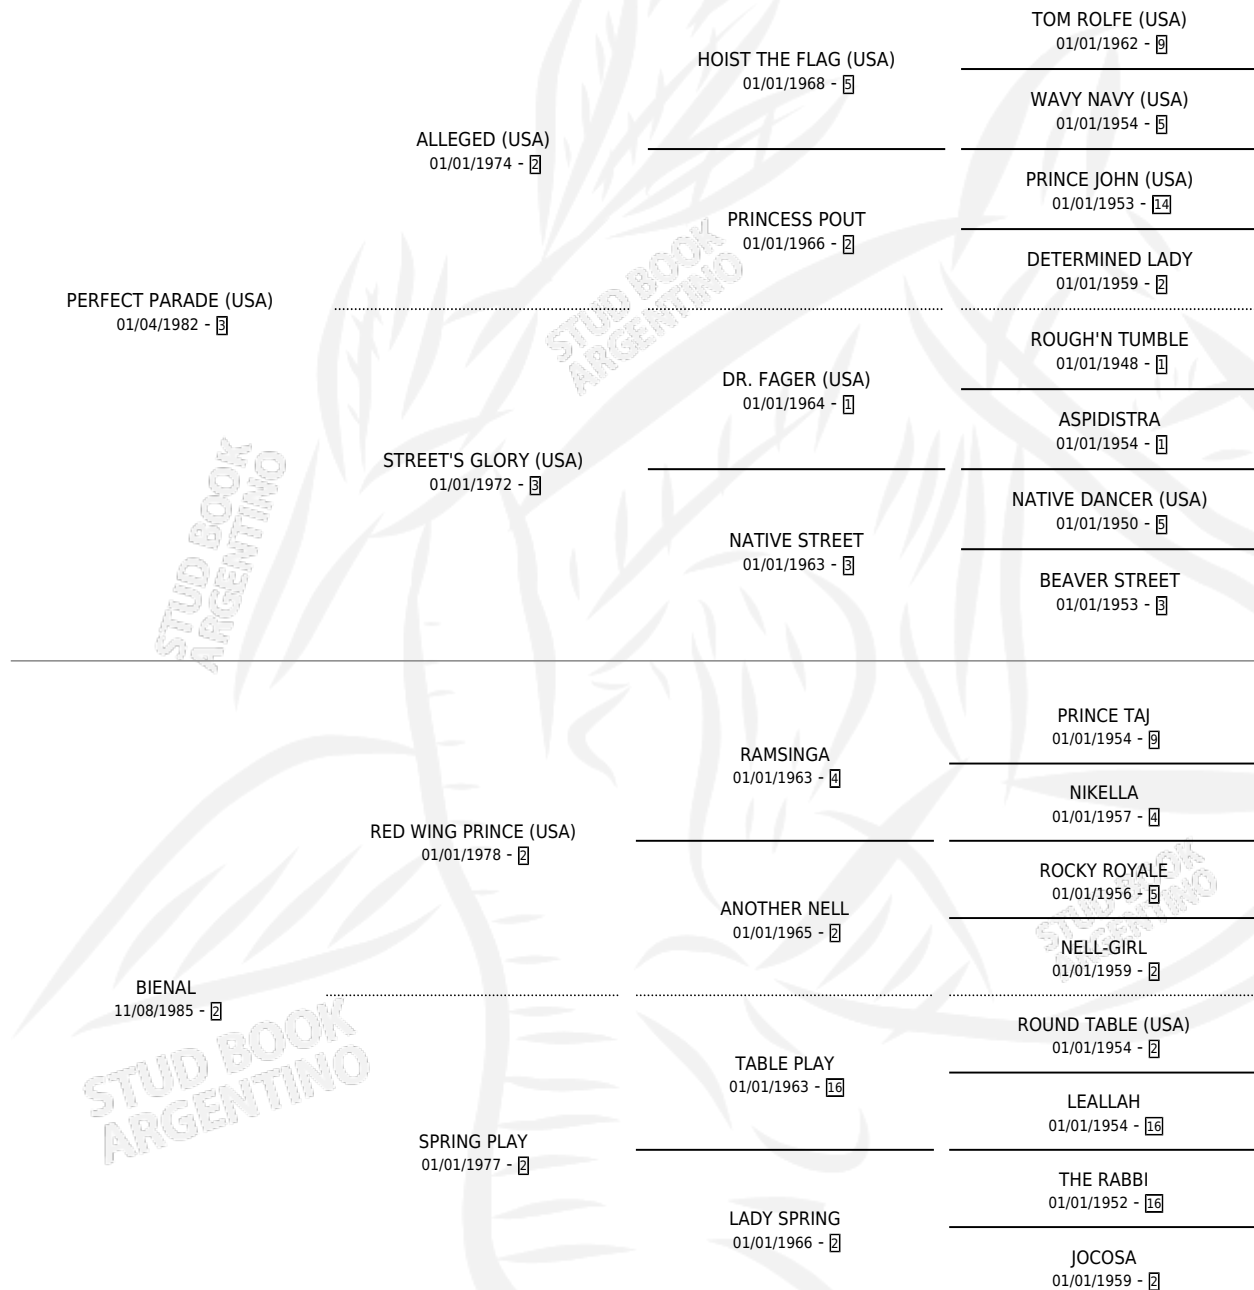 TOM ROLFE (USA)
01/01/1962 - 9
HOIST THE FLAG (USA)
01/01/1968 - 5
WAVY NAVY (USA)
01/01/1954 - 5
ALLEGED (USA)
01/01/1974 - 2
PRINCE JOHN (USA)
01/01/1953 - 14
PRINCESS POUT
01/01/1966 - 2
DETERMINED LADY
01/01/1959 - 2
PERFECT PARADE (USA)
01/04/1982 - 3
ROUGH'N TUMBLE
01/01/1948 - 1
DR. FAGER (USA)
01/01/1964 - 1
ASPIDISTRA
01/01/1954 - 1
STREET'S GLORY (USA)
01/01/1972 - 3
NATIVE DANCER (USA)
01/01/1950 - 5
NATIVE STREET
01/01/1963 - 3
BEAVER STREET
01/01/1953 - 3
PRINCE TAJ
01/01/1954 - 9
RAMSINGA
01/01/1963 - 4
NIKELLA
01/01/1957 - 4
RED WING PRINCE (USA)
01/01/1978 - 2
ROCKY ROYALE
01/01/1956 - 5
ANOTHER NELL
01/01/1965 - 2
NELL-GIRL
01/01/1959 - 2
BIENAL
11/08/1985 - 2
ROUND TABLE (USA)
01/01/1954 - 2
TABLE PLAY
01/01/1963 - 16
LEALLAH
01/01/1954 - 16
SPRING PLAY
01/01/1977 - 2
THE RABBI
01/01/1952 - 16
LADY SPRING
01/01/1966 - 2
JOCOSA
01/01/1959 - 2
STUD BOOK
ARGENTINO
STUD BOOK
ARGENTINO
STUD BOOK
ARGENTINO
STUD BOOK
ARGENTINO